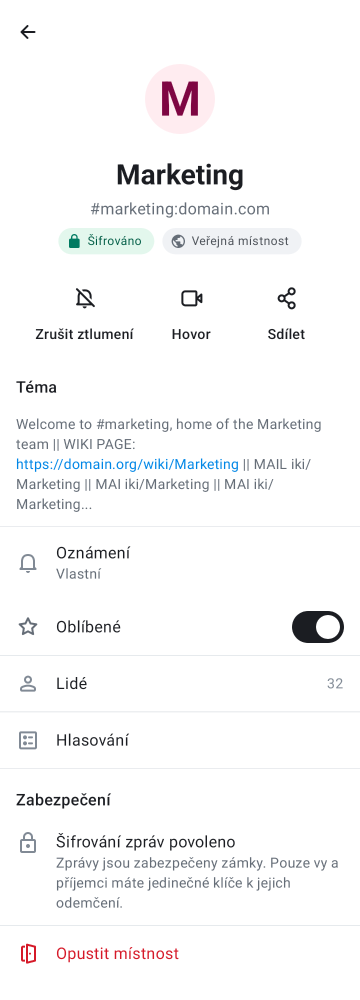 M
Marketing
#marketing:domain.com
Šifrováno
Veřejná místnost
Zrušit ztlumení
Hovor
Sdílet
Téma
Welcome to #marketing, home of the Marketing
team || WIKI PAGE:
https://domain.org/wiki/Marketing || MAIL iki/
Marketing || MAI iki/Marketing || MAI iki/
Marketing...
Oznámení
Vlastní
Oblíbené
Lidé
32
Hlasování
Zabezpečení
Šifrování zpráv povoleno
Zprávy jsou zabezpečeny zámky. Pouze vy a
příjemci máte jedinečné klíče k jejich
odemčení.
Opustit místnost